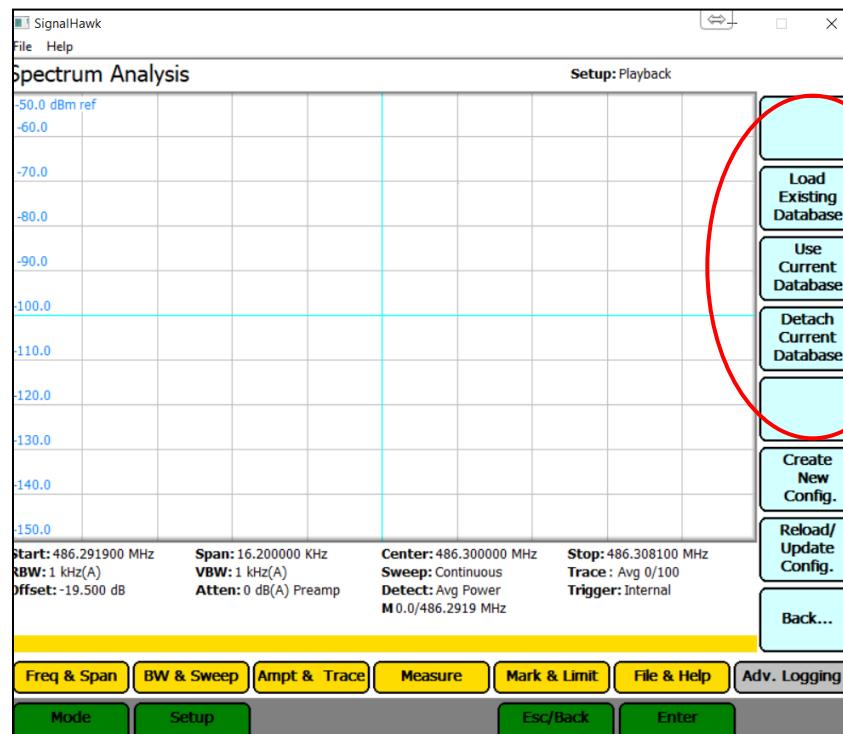 SignalHawk
File Help
Spectrum Analysis
Setup: Playback
-50.0 dBm ref
-60.0
-70.0
-80.0
-90.0
-100.0
-110.0
-120.0
-130.0
-140.0
-150.0
Load
Existing
Database
Use
Current
Database
Detach
Current
Database
Create
New
Config.
Reload/
Update
Config.
Back...
Start: 486.291900 MHz Span: 16.200000 KHz Center: 486.300000 MHz Stop: 486.308100 MHz
RBW: 1 kHz(A) VBW: 1 kHz(A) Sweep: Continuous Trace : Avg 0/100
Offset: -19.500 dB Atten: 0 dB(A) Preamp Detect: Avg Power Trigger: Internal
M 0.0/486.2919 MHz
Freq & Span BW & Sweep Ampt & Trace Measure Mark & Limit File & Help Adv. Logging
Mode Setup Esc/Back Enter